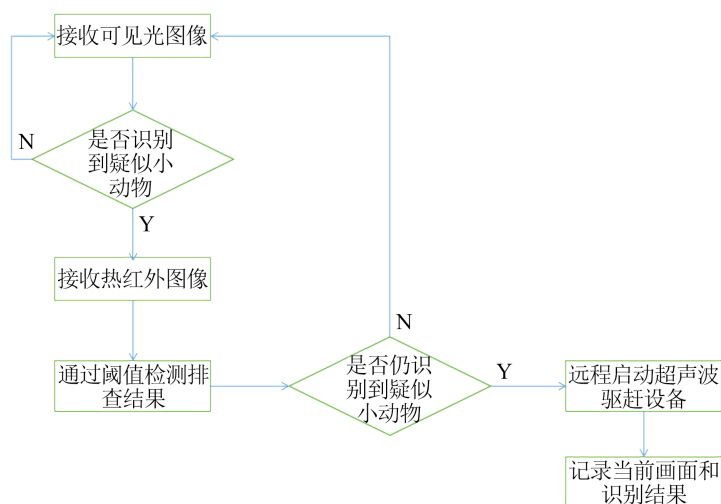 接收可见光图像
是否识别
到疑似小
动物
N
Y
接收热红外图像
通过阈值检测排
查结果
是否仍识
别到疑似
小动物
N
Y
远程启动超声波
驱赶设备
记录当前画面和
识别结果